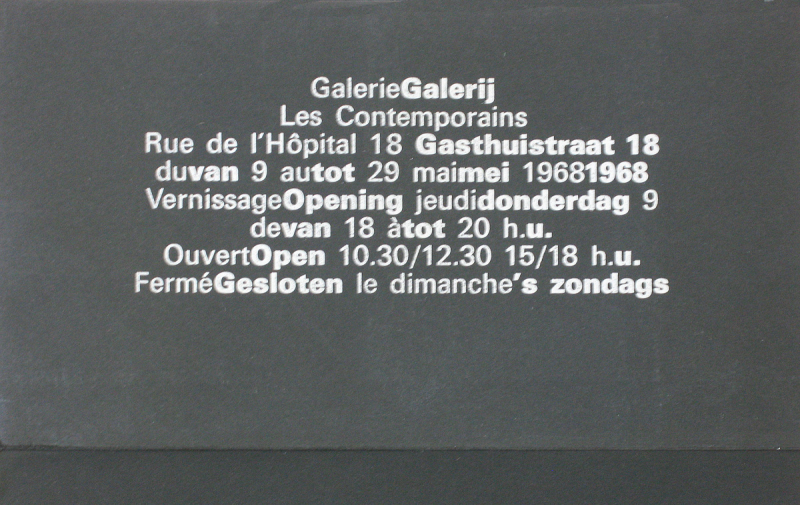 GalerieGalerij
Les Contemporains
Rue de l'Hôpital 18 Gasthuistraat 18
duvan 9 autot 29 maimei 19681968
VernissageOpening jeudidonderdag 9
devan 18 àtot 20 h.u.
OuvertOpen 10.30/12.30 15/18 h.u.
FerméGesloten le dimanche's zondags